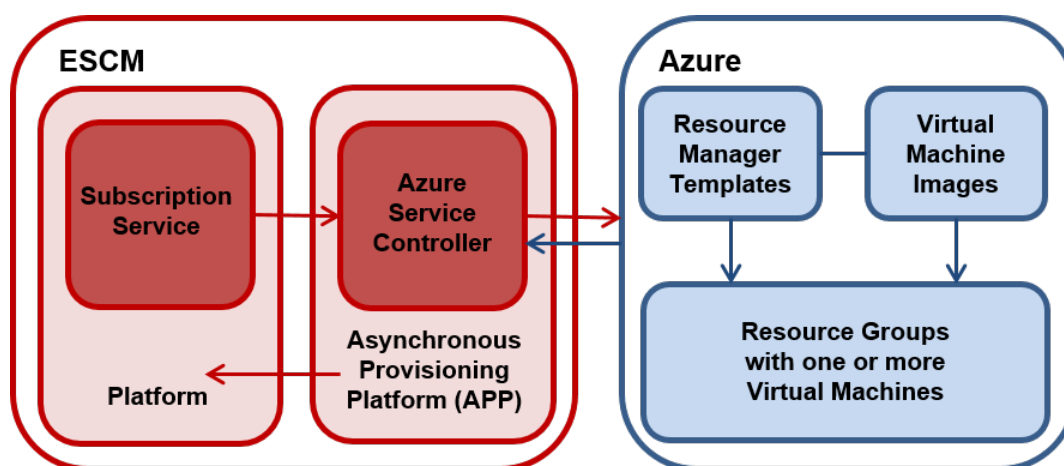 ESCM
Subscription
Service
Platform
Azure
Service
Controller
Asynchronous
Provisioning
Platform (APP)
Azure
Resource
Manager
Templates
Virtual
Machine
Images
Resource Groups
with one or more
Virtual Machines